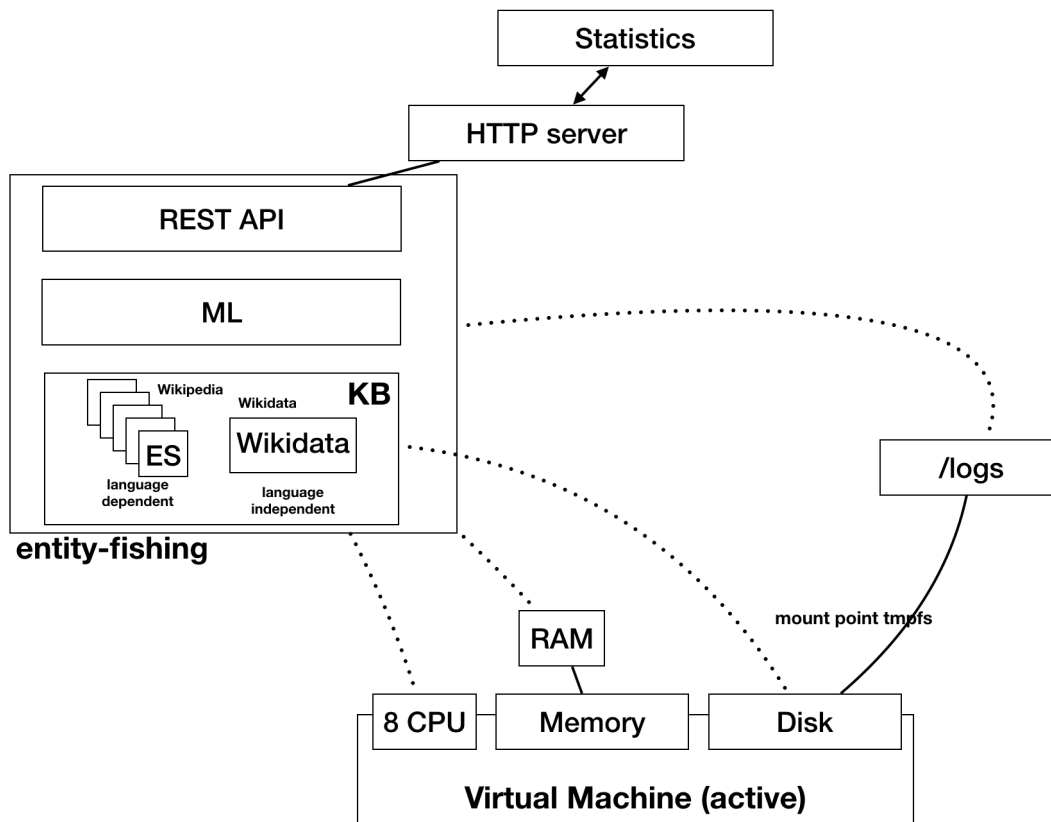 Statistics
HTTP server
REST API
ML
KB
Wikipedia
Wikidata
Wikidata
ES
language
dependent
language
independent
entity-fishing
/logs
mount point tmpfs
RAM
8 CPU
Memory
Disk
Virtual Machine (active)